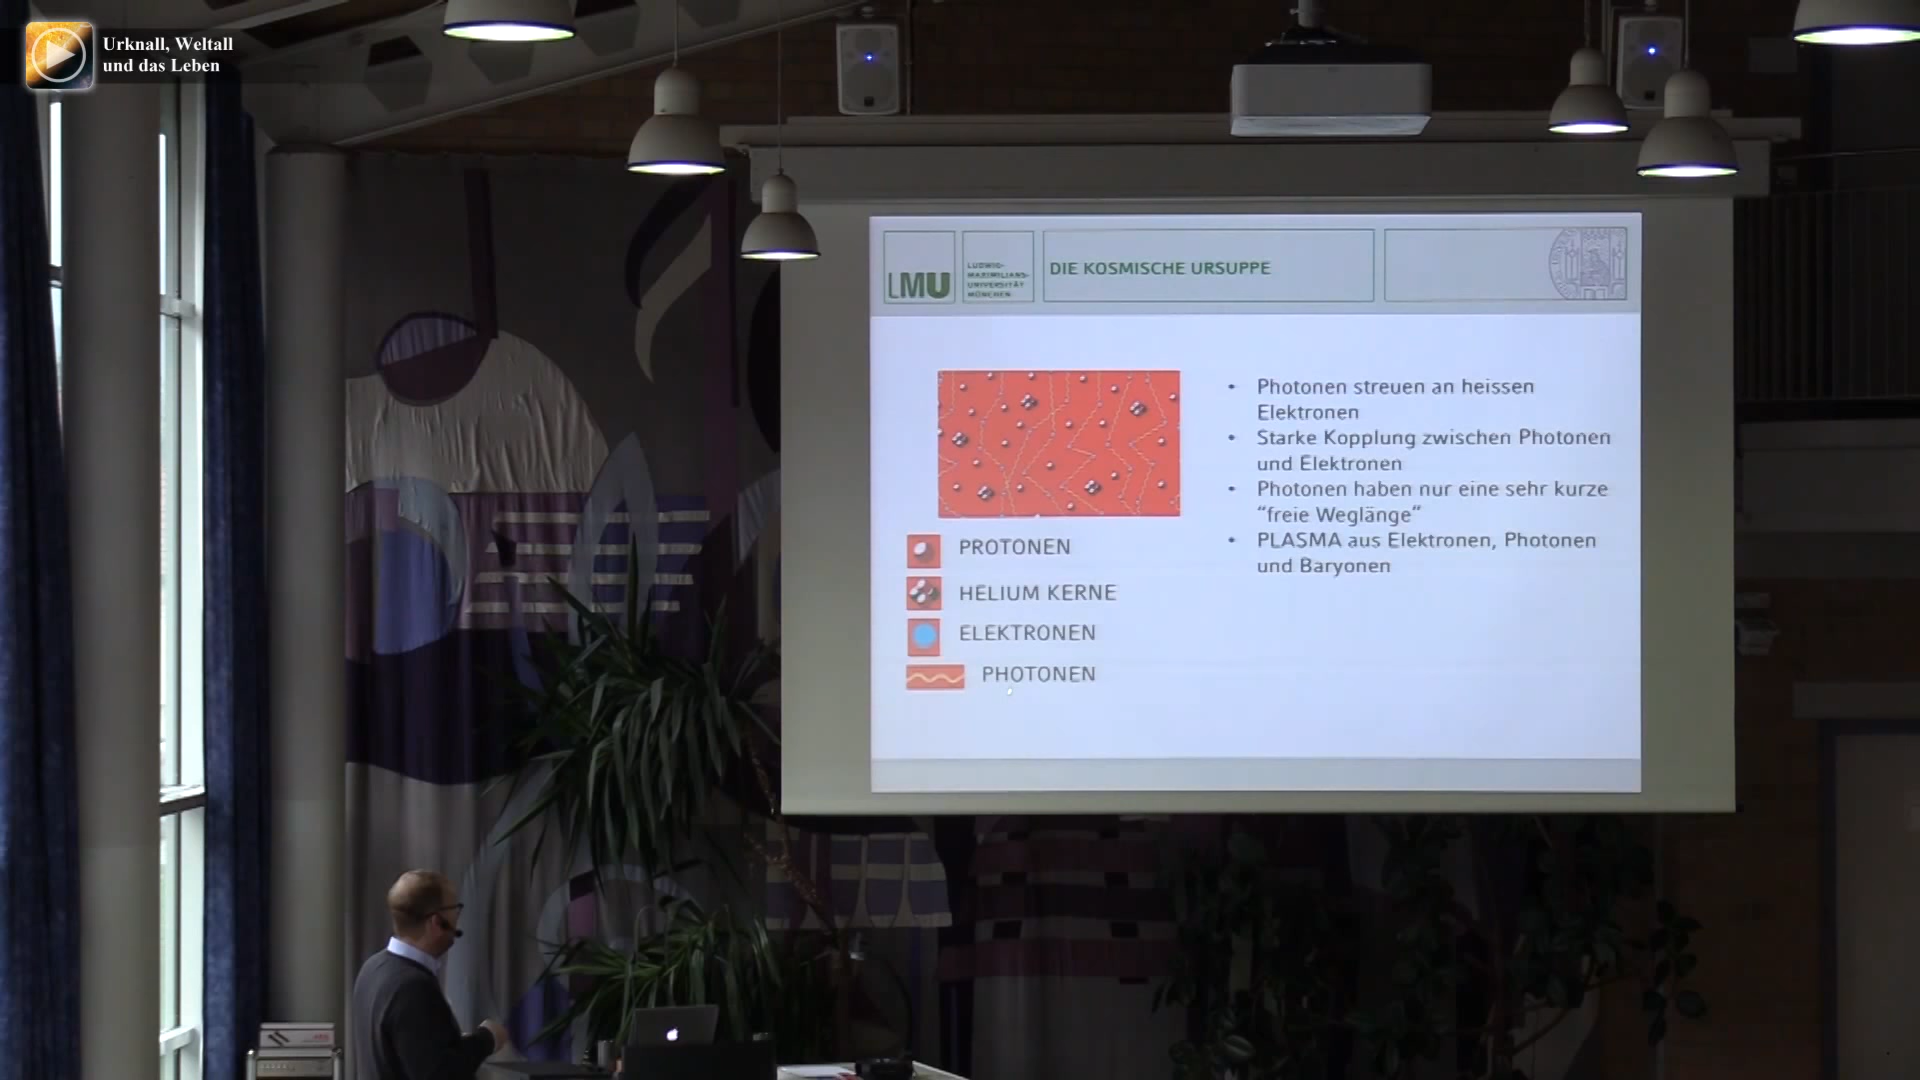 Urknall, Weltall
und das Leben
LMU
LUDWIG-
MAXIMILIANS-
UNIVERSITÄT
MÜNCHEN
DIE KOSMISCHE URSUPPE
• Photonen streuen an heissen
Elektronen
• Starke Kopplung zwischen Photonen
und Elektronen
• Photonen haben nur eine sehr kurze
“freie Weglänge”
• PLASMA aus Elektronen, Photonen
und Baryonen
PROTONEN
HELIUM KERNE
ELEKTRONEN
PHOTONEN